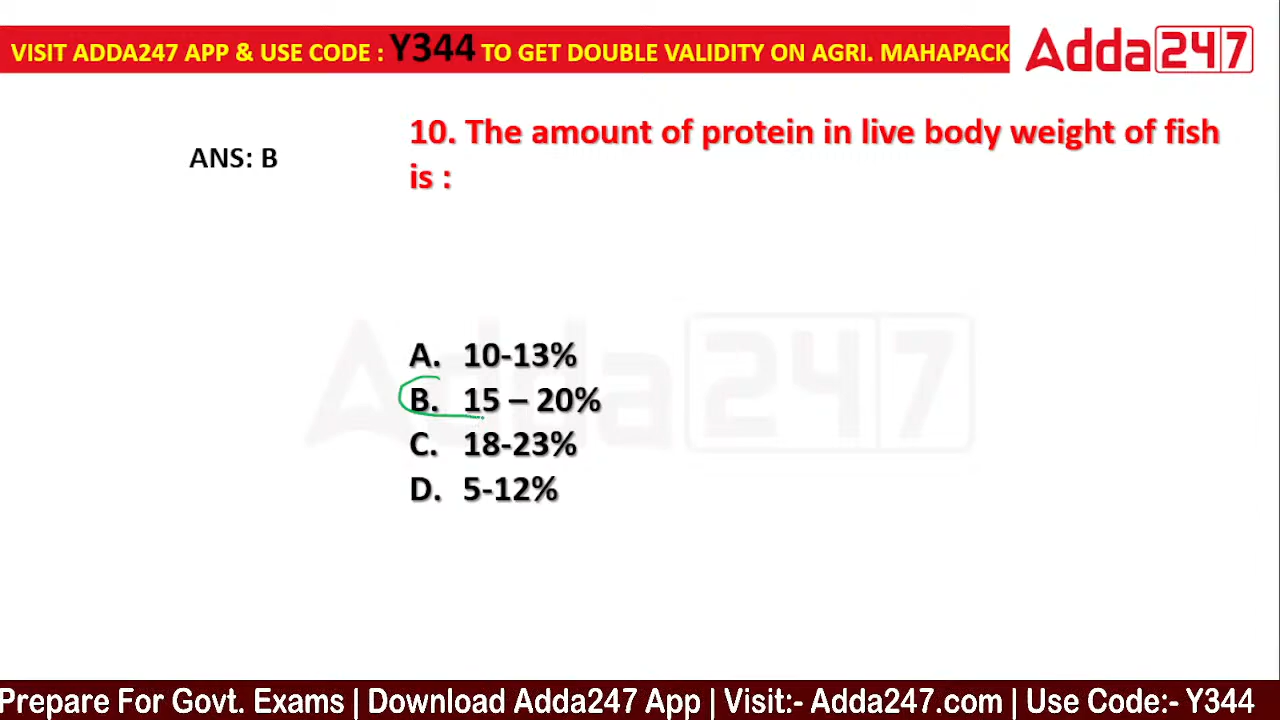 VISIT ADDA247 APP & USE CODE : Y344 TO GET DOUBLE VALIDITY ON AGRI. MAHAPACK
Adda247
ANS: B
10. The amount of protein in live body weight of fish
is :
Adda247
A. 10-13%
B. 15 – 20%
C. 18-23%
D. 5-12%
Prepare For Govt. Exams | Download Adda247 App | Visit:- Adda247.com | Use Code:- Y344